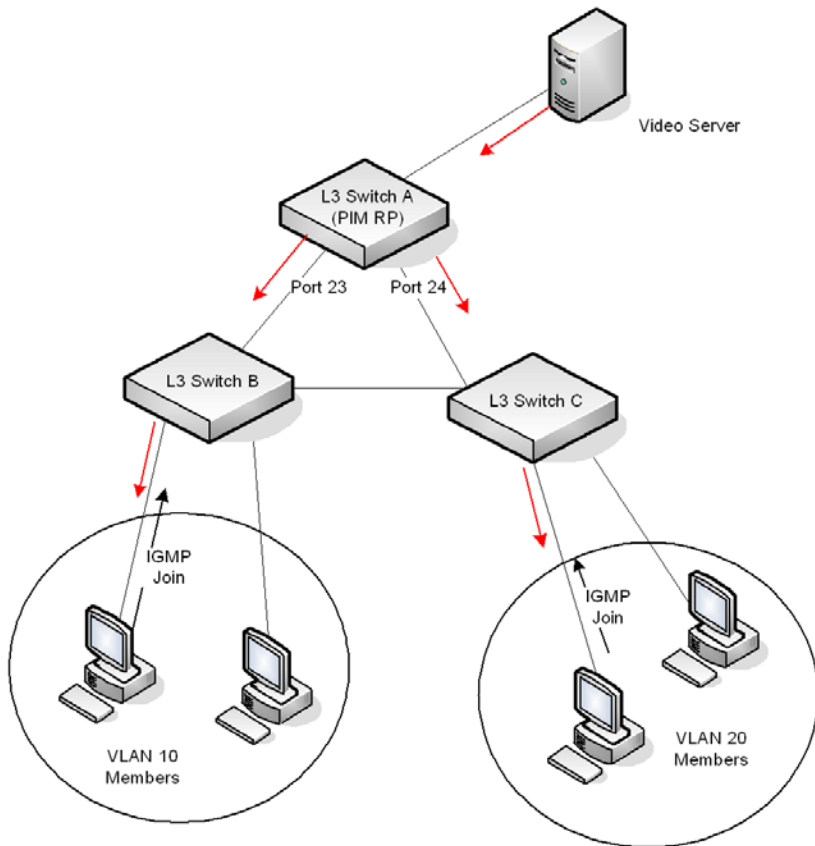 Video Server
L3 Switch A
(PIM RP)
Port 23
Port 24
L3 Switch B
L3 Switch C
IGMP
Join
IGMP
Join
VLAN 10
Members
VLAN 20
Members